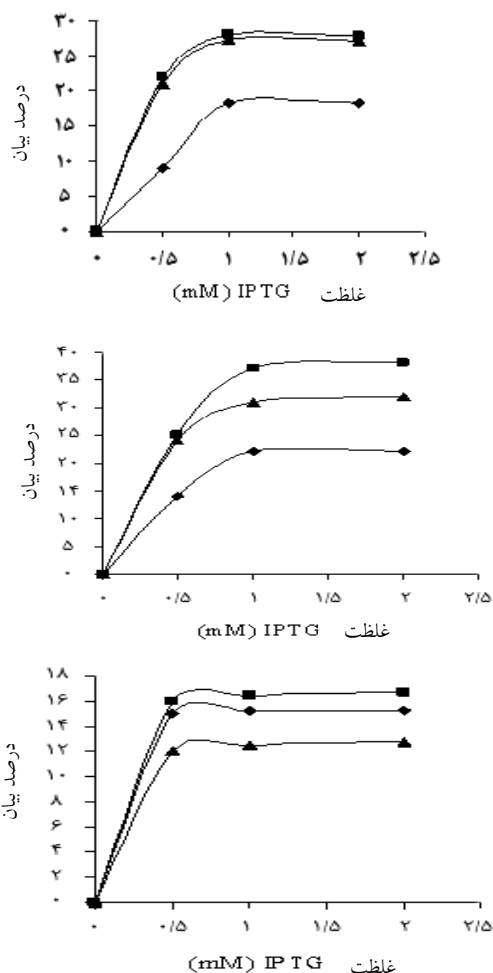 ۳۰
۲۵
۲۰
۱۵
۱۰
۵
۰
درصد بیان
۰ ۰/۵ ۱ ۱/۵ ۲ ۲/۵
غلظت IPTG (mM)
۴۰
۳۵
۳۰
۲۵
۲۰
۱۴
۱۰
۵
۰
درصد بیان
۰ ۰/۵ ۱ ۱/۵ ۲ ۲/۵
غلظت IPTG (mM)
۱۸
۱۶
۱۴
۱۲
۱۰
۸
۶
۴
۲
۰
درصد بیان
۰ ۰/۵ ۱ ۱/۵ ۲ ۲/۵
غلظت IPTG (mM)